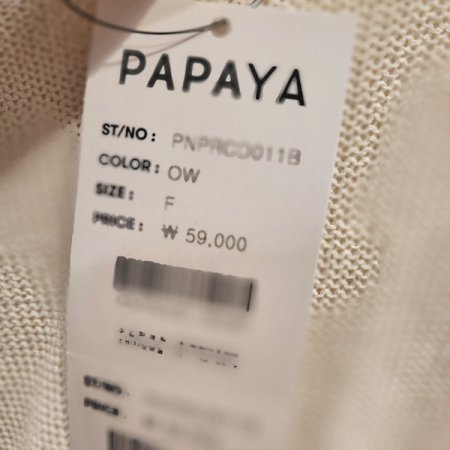 PAPAYA
ST/NO: PNPRCD011B
COLOR: OW
SIZE: F
PRICE: ₩ 59,000
ST/NO:
PRICE: